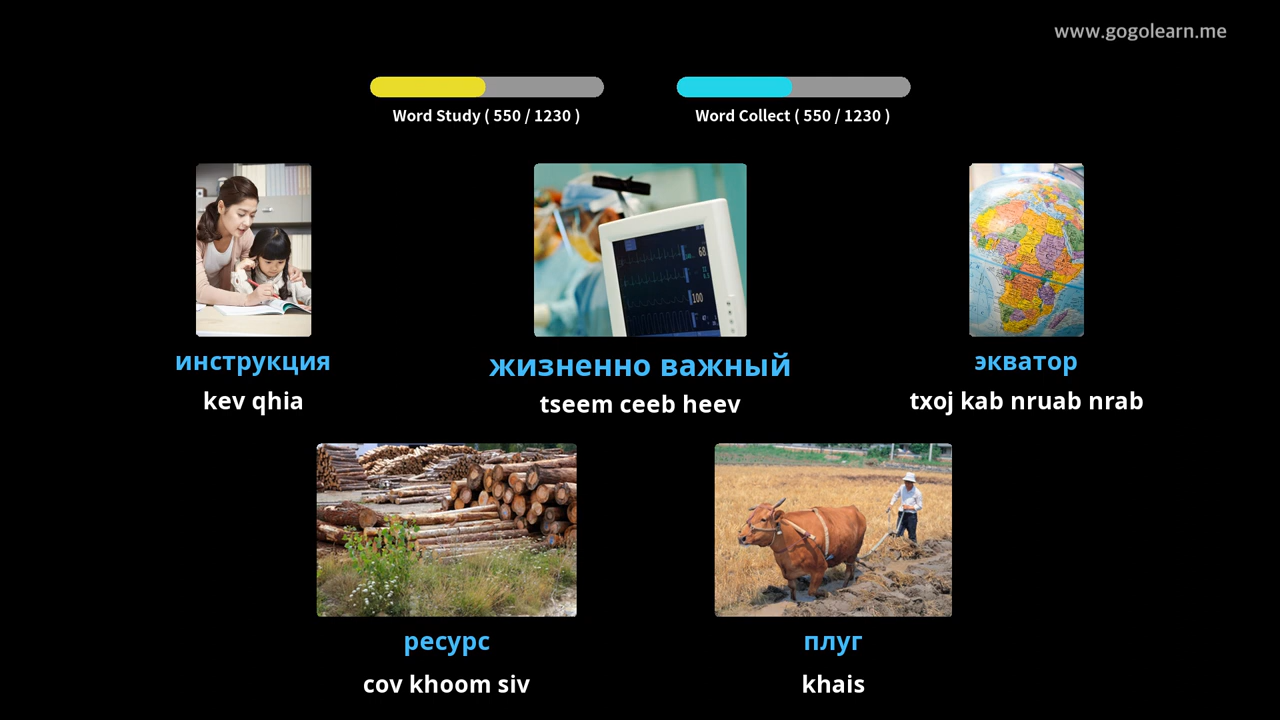 www.gogolearn.me
Word Study ( 550 / 1230 )
Word Collect ( 550 / 1230 )
инструкция
kev qhia
жизненно важный
tseem ceeb heev
экватор
txoj kab nruab nrab
ресурс
cov khoom siv
плуг
khais